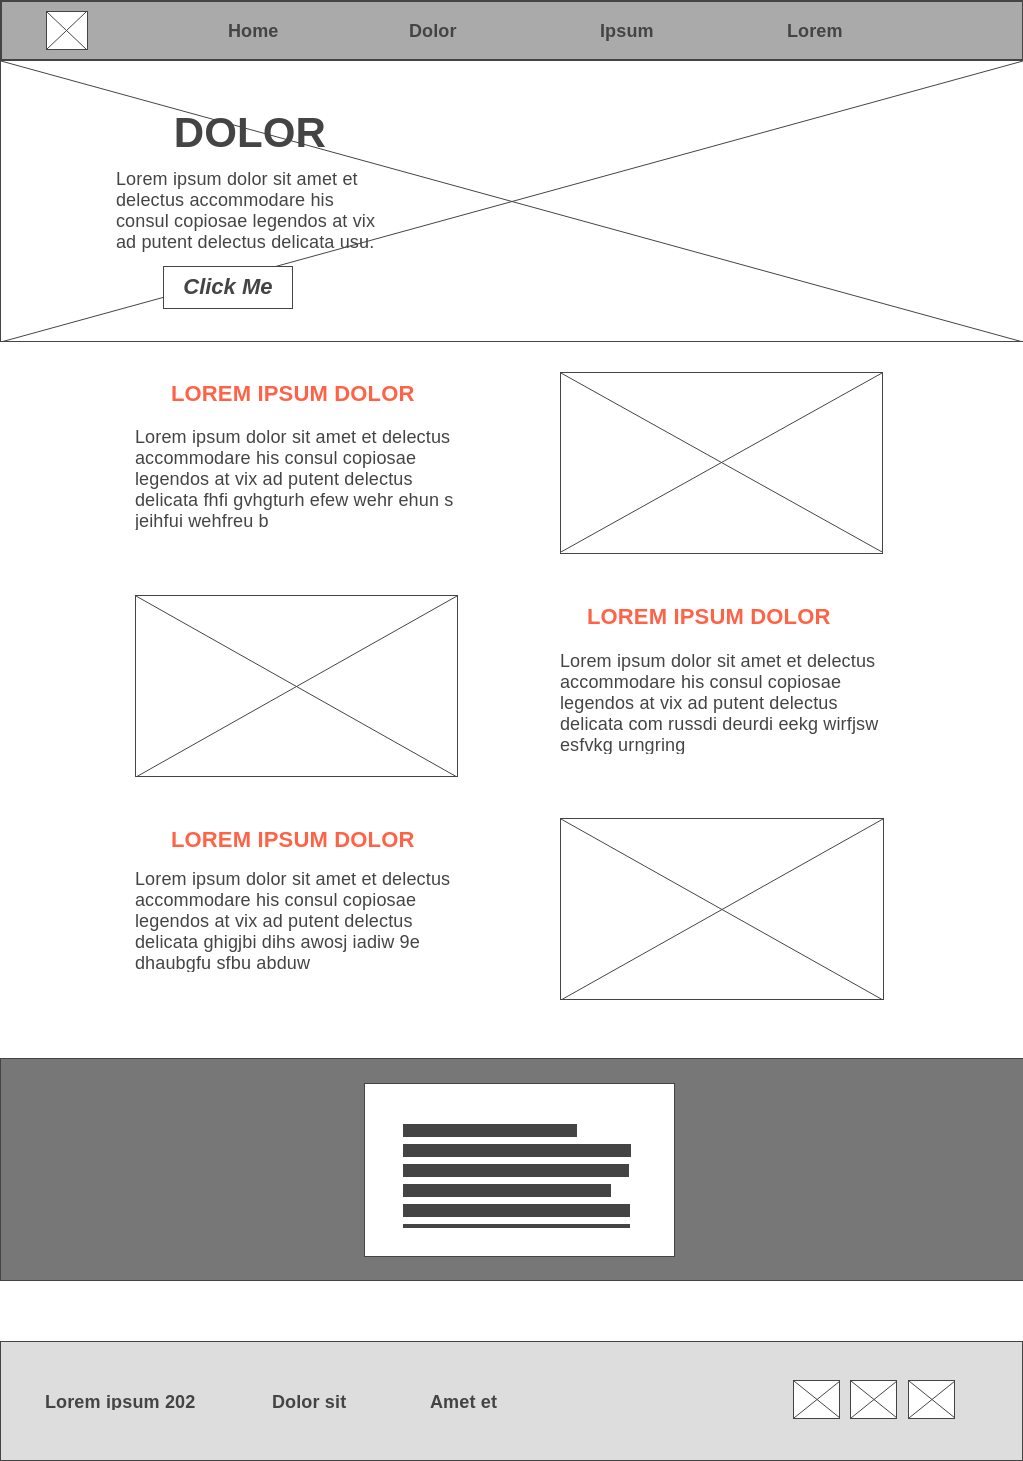 Home Dolor Ipsum Lorem
DOLOR
Lorem ipsum dolor sit amet et
delectus accommodare his
consul copiosae legendos at vix
ad putent delectus delicata usu.
Click Me
LOREM IPSUM DOLOR
Lorem ipsum dolor sit amet et delectus
accommodare his consul copiosae
legendos at vix ad putent delectus
delicata fhfi gvhgturh efew wehr ehun s
jeihfui wehfreu b
LOREM IPSUM DOLOR
Lorem ipsum dolor sit amet et delectus
accommodare his consul copiosae
legendos at vix ad putent delectus
delicata com russdi deurdi eekg wirfjsw
esfvkg urngring
LOREM IPSUM DOLOR
Lorem ipsum dolor sit amet et delectus
accommodare his consul copiosae
legendos at vix ad putent delectus
delicata ghigjbi dihs awosj iadiw 9e
dhaubgfu sfbu abduw
Lorem ipsum 202 Dolor sit Amet et